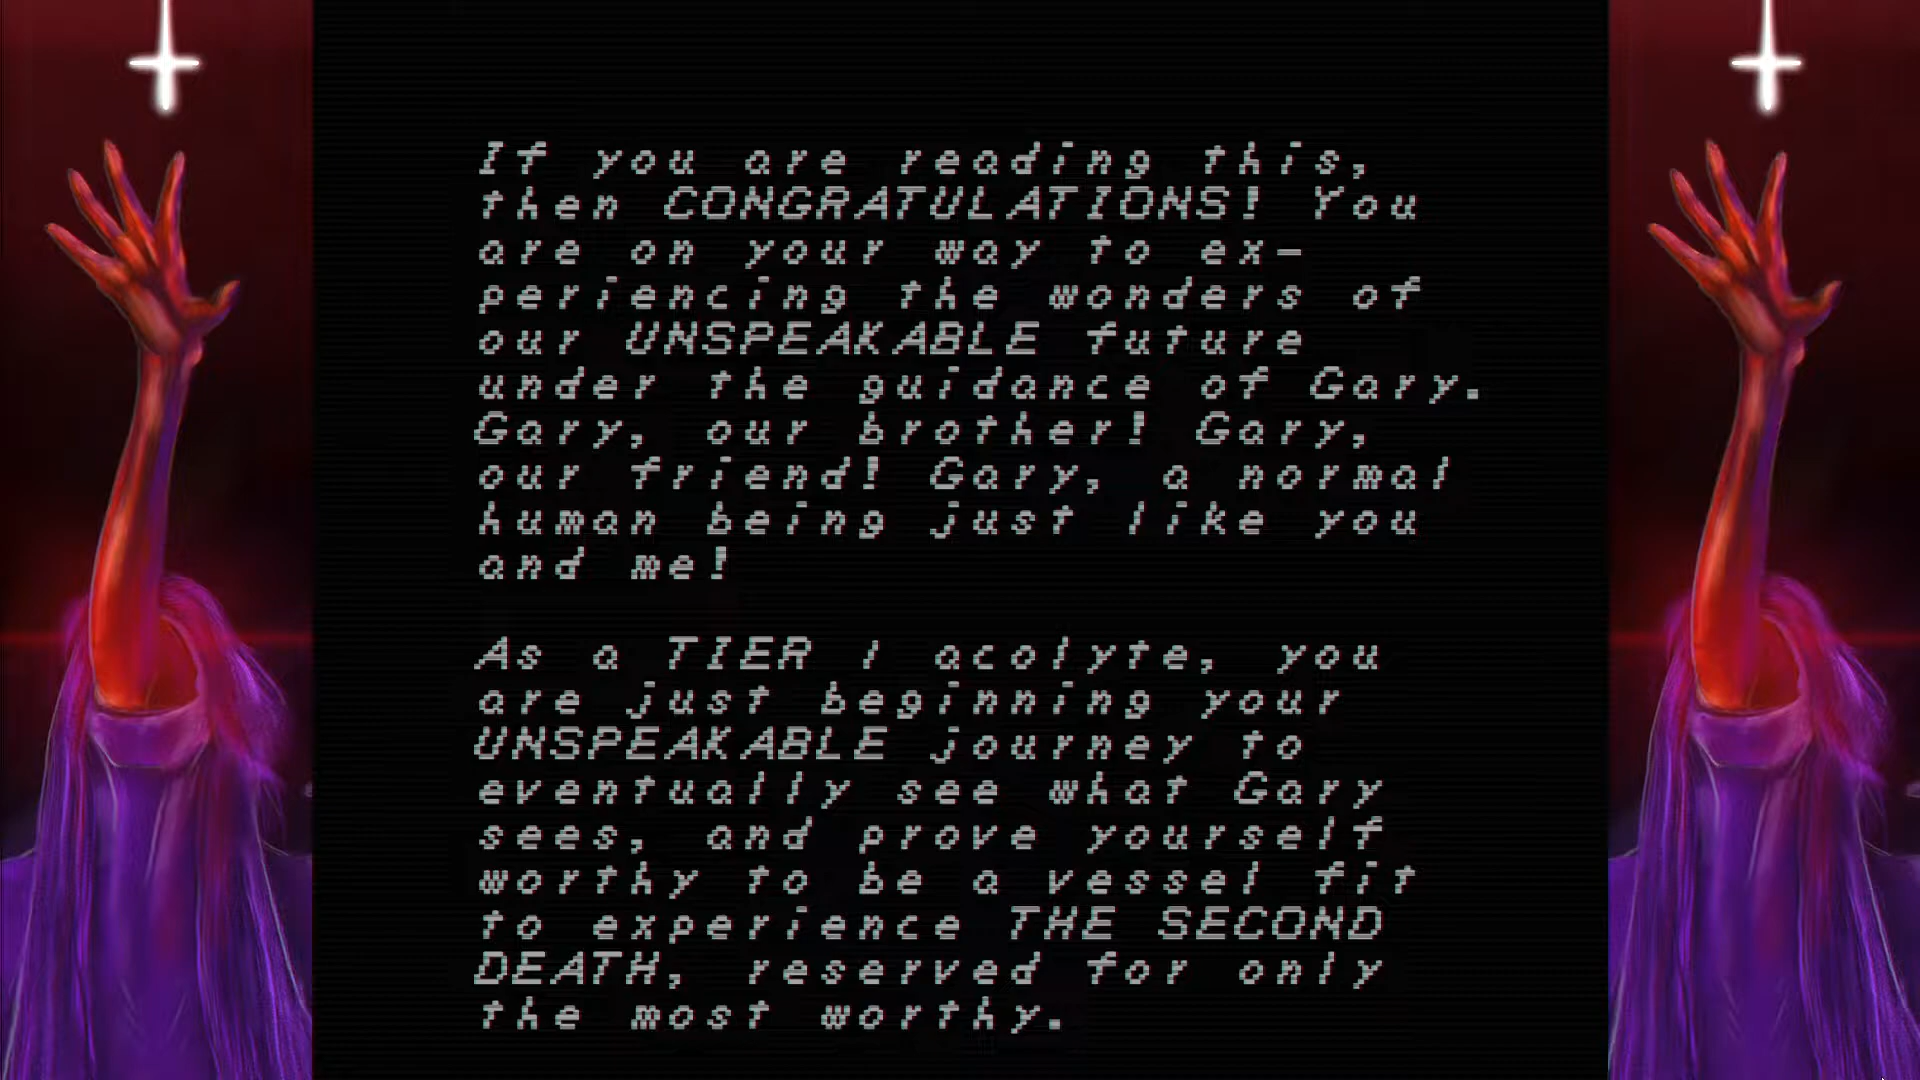 If you are reading this,
then CONGRATULATIONS! You
are on your way to ex-
periencing the wonders of
our UNSPEAKABLE future
under the guidance of Gary.
Gary, our brother! Gary,
our friend! Gary, a normal
human being just like you
and me!
As a TIER 1 acolyte, you
are just beginning your
UNSPEAKABLE journey to
eventually see what Gary
sees, and prove yourself
worthy to be a vessel fit
to experience THE SECOND
DEATH, reserved for only
the most worthy.